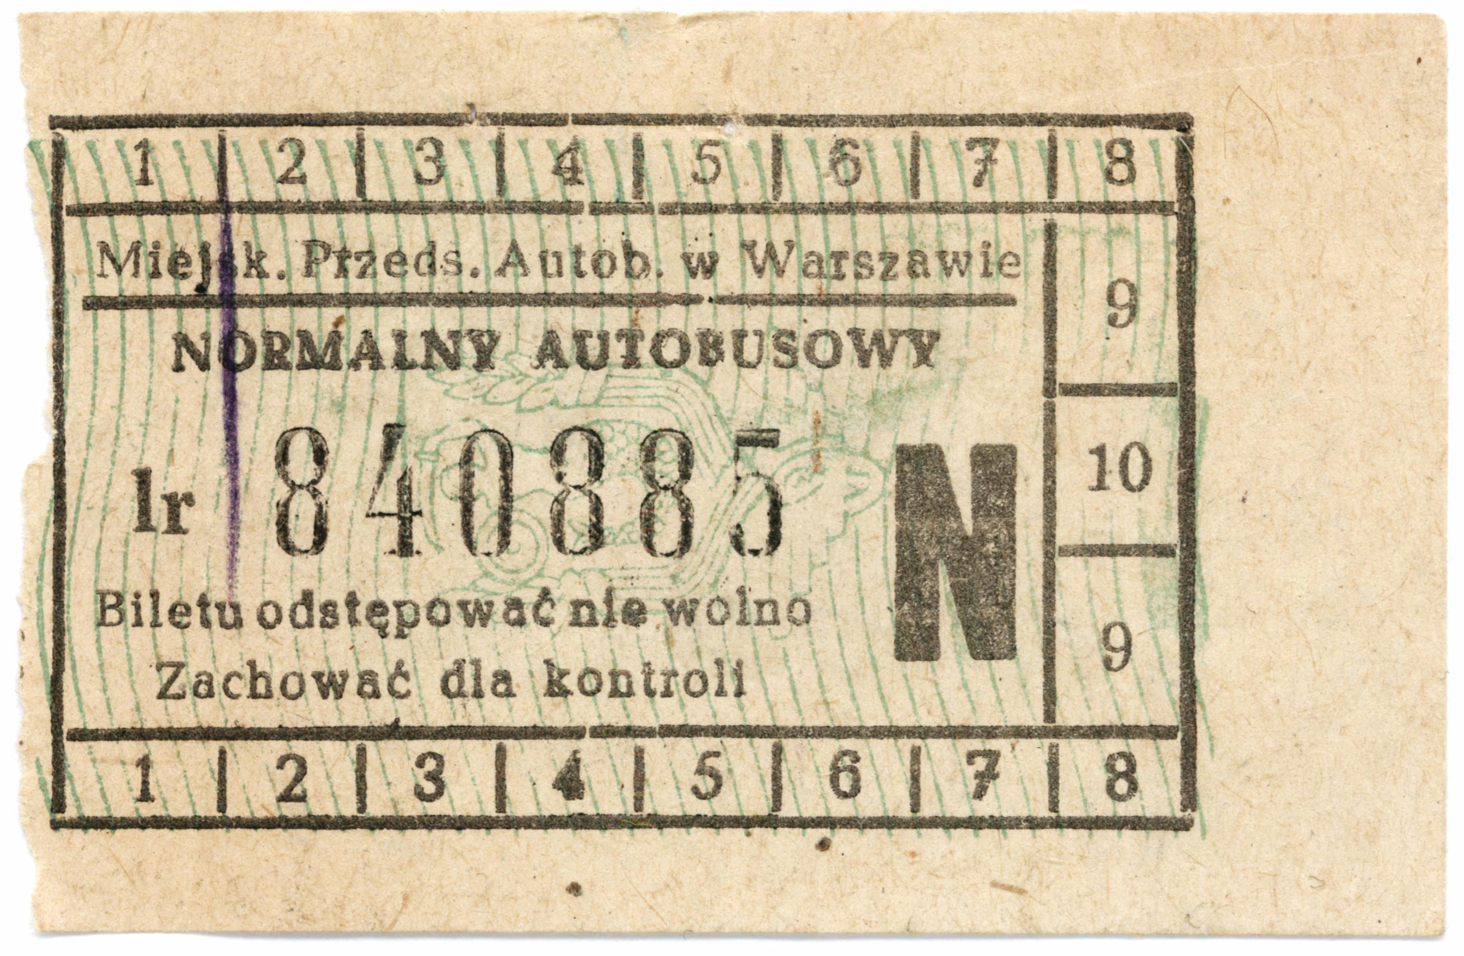 1 2 3 4 5 6 7 8
Miejsk. Przeds. Autob. w Warszawie
9
NORMALNY AUTOBUSOWY
lr 840885
N
10
Biletu odstępować nie wolno
9
Zachować dla kontroli
1 2 3 4 5 6 7 8